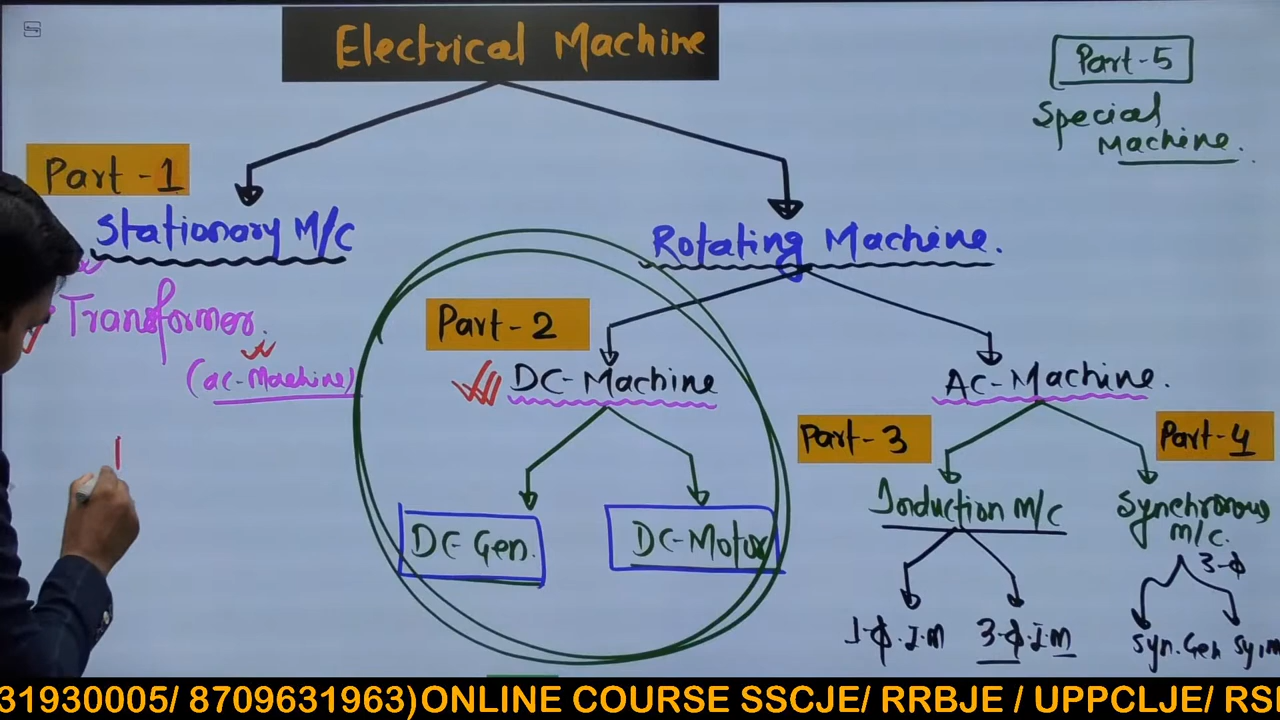 Electrical Machine
Part-5
Special
Machine.
Part-1
Stationary M/C
Rotating Machine.
Transformer.
(ac-Machine)
Part-2
DC-Machine
AC-Machine.
Part-3
Part-4
Induction M/C
Synchronous
M/C.
3-ϕ
DC-Gen.
DC-Motor
1-ϕ I.M
3-ϕ I.M
Syn.Gen
31930005/ 8709631963)ONLINE COURSE SSCJE/ RRBJE / UPPCLJE/